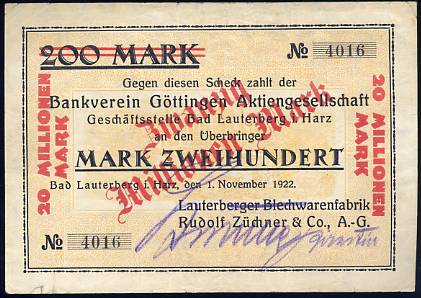 200 MARK
No 4016
Gegen diesen Scheck zahlt der
Bankverein Göttingen Aktiengesellschaft
Geschäftsstelle Bad Lauterberg i Harz
an den Überbringer
MARK ZWEIHUNDERT
Bad Lauterberg i. Harz, den 1. November 1922.
Lauterberger Blechwarenfabrik
Rudolf Züchner & Co., A.-G.
No 4016
20 MILLIONEN
MARK
20 MILLIONEN
MARK
Zwanzig
Millionen Mark